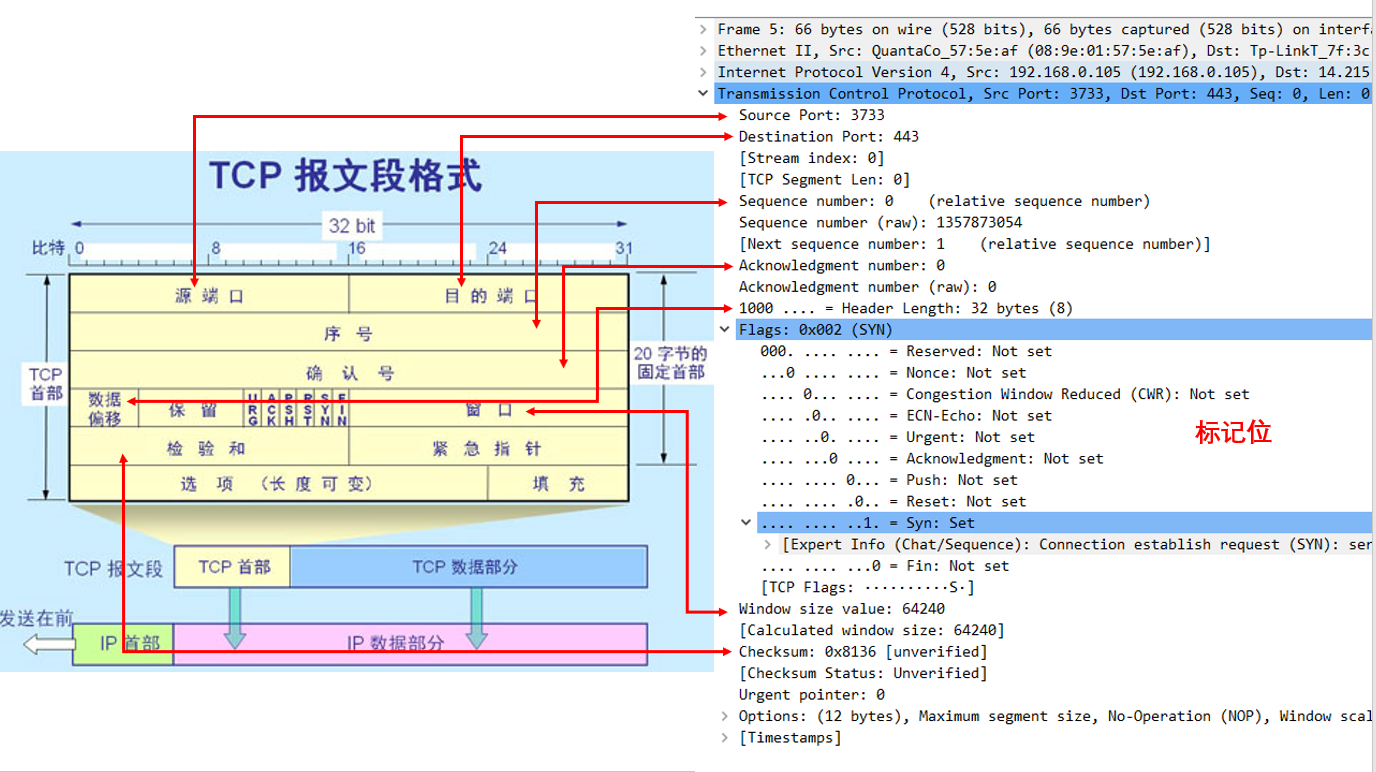 Frame 5: 66 bytes on wire (528 bits), 66 bytes captured (528 bits) on interf
Ethernet II, Src: QuantaCo_57:5e:af (08:9e:01:57:5e:af), Dst: Tp-LinkT_7f:3c
Internet Protocol Version 4, Src: 192.168.0.105 (192.168.0.105), Dst: 14.215
Transmission Control Protocol, Src Port: 3733, Dst Port: 443, Seq: 0, Len: 0
Source Port: 3733
Destination Port: 443
[Stream index: 0]
[TCP Segment Len: 0]
Sequence number: 0    (relative sequence number)
Sequence number (raw): 1357873054
[Next sequence number: 1    (relative sequence number)]
Acknowledgment number: 0
Acknowledgment number (raw): 0
1000 .... = Header Length: 32 bytes (8)
Flags: 0x002 (SYN)
000. .... .... = Reserved: Not set
...0 .... .... = Nonce: Not set
.... 0... .... = Congestion Window Reduced (CWR): Not set
.... .0.. .... = ECN-Echo: Not set
.... ..0. .... = Urgent: Not set
.... ...0 .... = Acknowledgment: Not set
.... .... 0... = Push: Not set
.... .... .0.. = Reset: Not set
.... .... ..1. = Syn: Set
[Expert Info (Chat/Sequence): Connection establish request (SYN): ser
.... .... ...0 = Fin: Not set
[TCP Flags: ··········S·]
Window size value: 64240
[Calculated window size: 64240]
Checksum: 0x8136 [unverified]
[Checksum Status: Unverified]
Urgent pointer: 0
Options: (12 bytes), Maximum segment size, No-Operation (NOP), Window scal
[Timestamps]
标记位
TCP 报文段格式
32 bit
比特 0 8 16 24 31
源 端 口 目 的 端 口
序 号
确 认 号
数据偏移 保 留 URG ACK PSH RST SYN FIN 窗 口
检 验 和 紧 急 指 针
选 项 （长 度 可 变） 填 充
TCP 首部
20 字节的
固定首部
TCP 报文段 TCP 首部 TCP 数据部分
发送在前 IP 首部 IP 数据部分